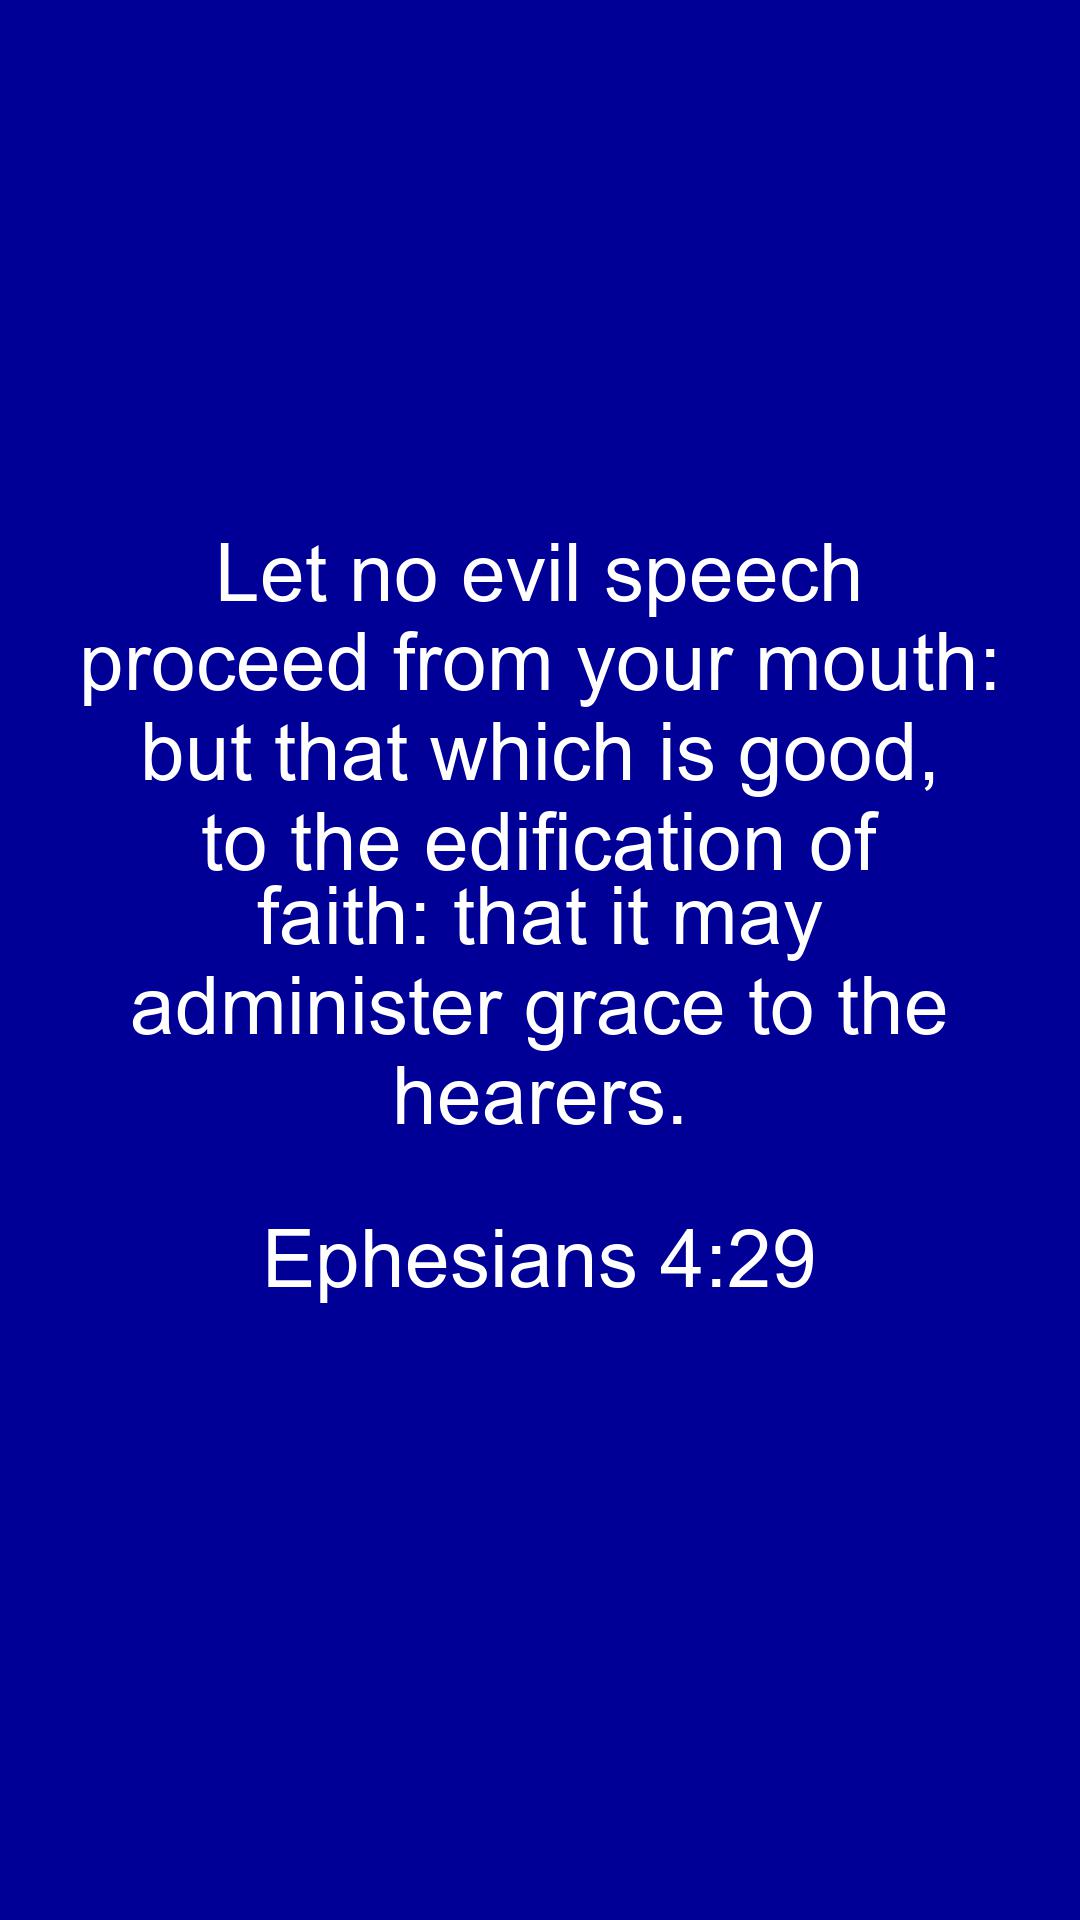 Let no evil speech
proceed from your mouth:
but that which is good,
to the edification of
faith: that it may
administer grace to the
hearers.
Ephesians 4:29